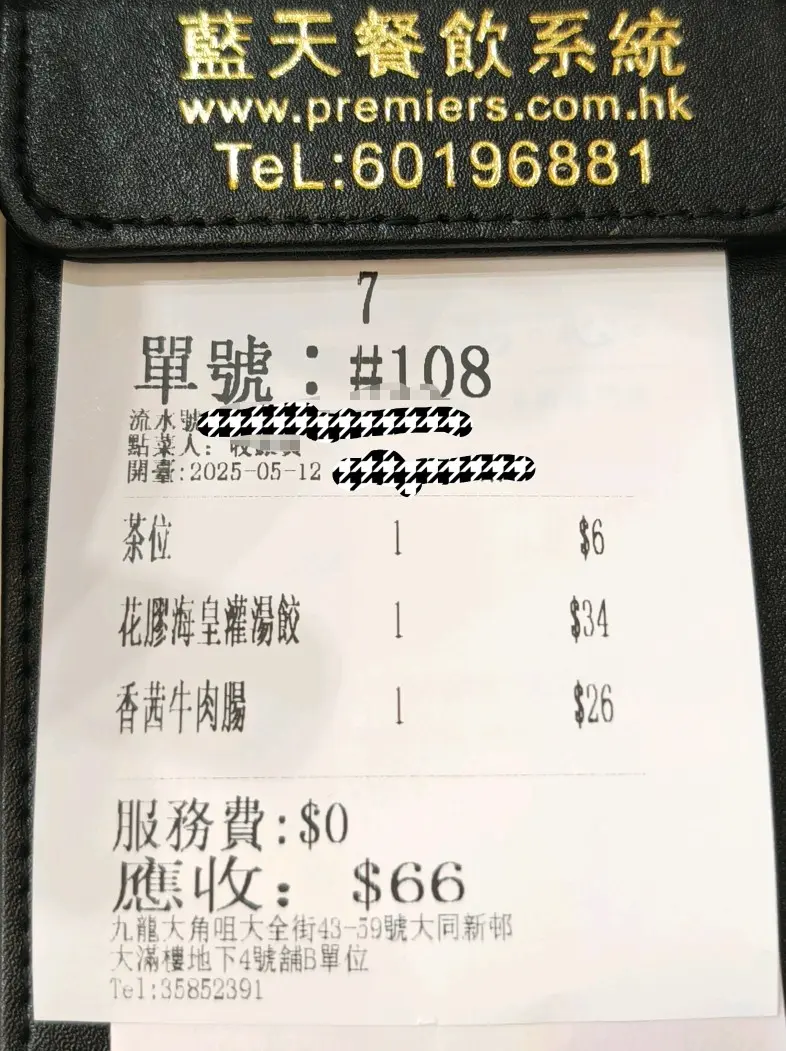 藍天餐飲系統
www.premiers.com.hk
TeL:60196881
7
單號：#108
流水號
點菜人：
開臺:2025-05-12
茶位 1 $6
花膠海皇灌湯餃 1 $34
香茜牛肉腸 1 $26
服務費:$0
應收：$66
九龍大角咀大全街43-59號大同新邨
大滿樓地下4號舖B單位
Tel:35852391